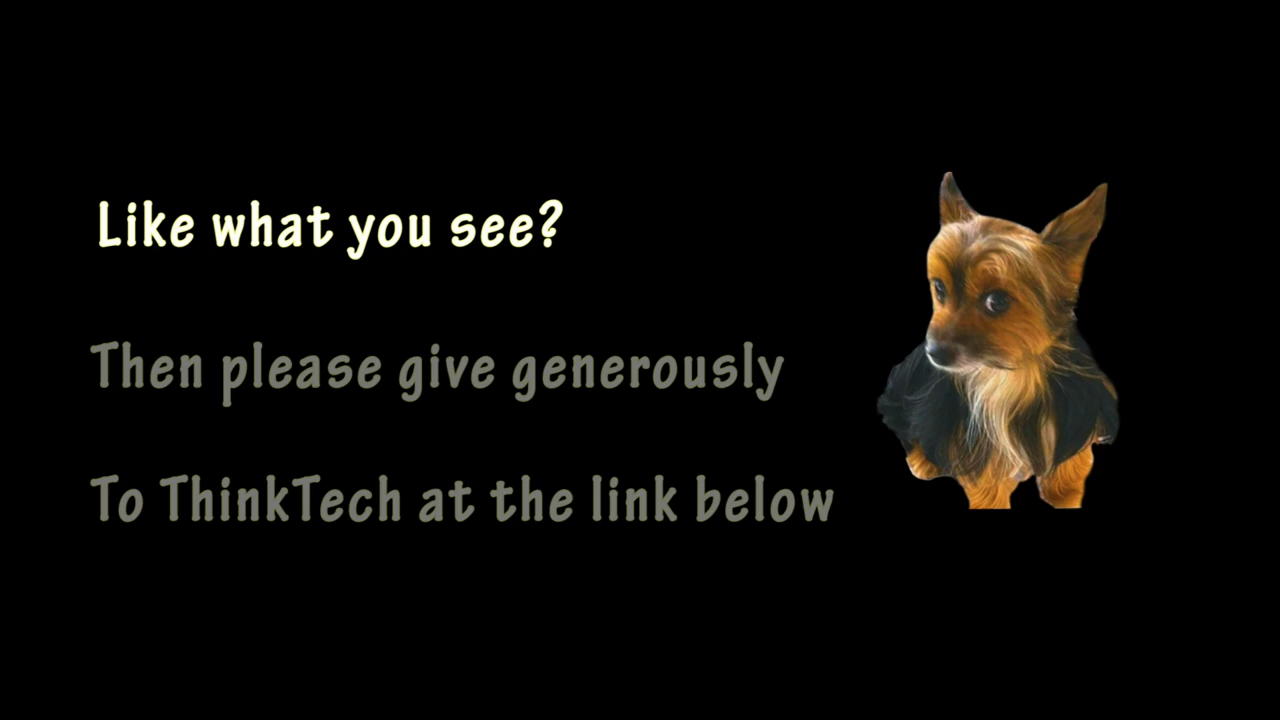 Like what you see?
Then please give generously
To ThinkTech at the link below